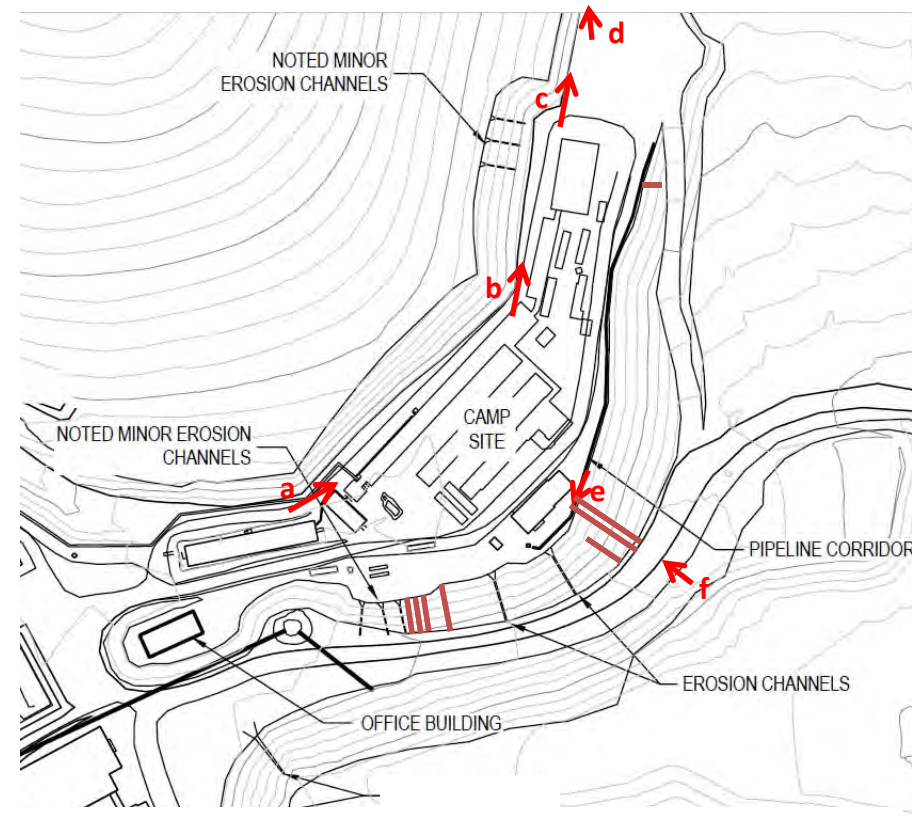 d
NOTED MINOR
EROSION CHANNELS
c
b
CAMP
SITE
NOTED MINOR EROSION
CHANNELS
a
e
PIPELINE CORRIDOR
f
EROSION CHANNELS
OFFICE BUILDING